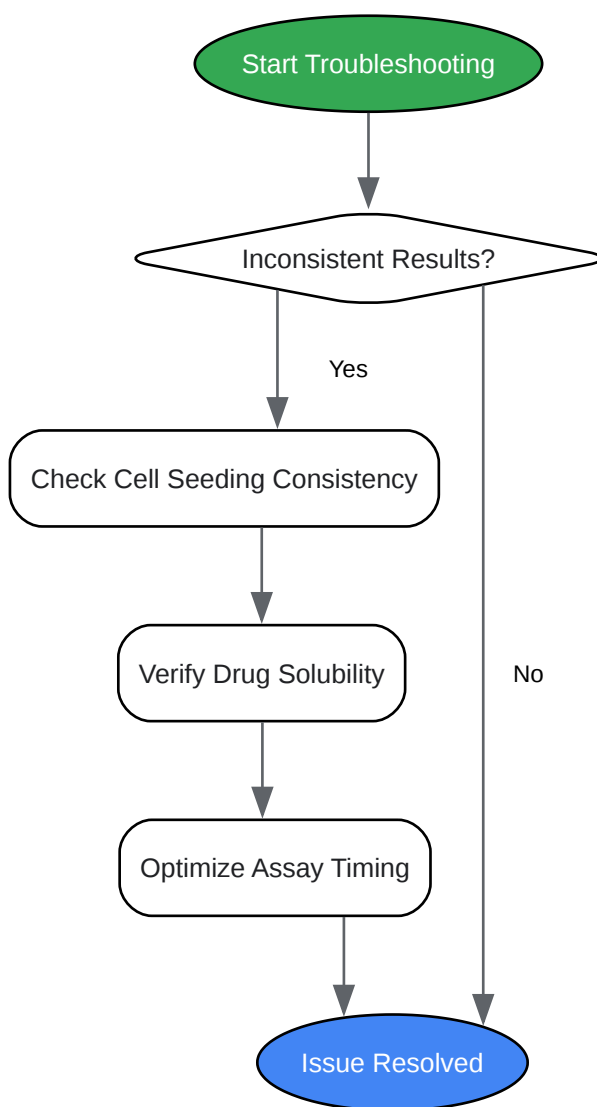 Start Troubleshooting
Inconsistent Results?
Yes
Check Cell Seeding Consistency
Verify Drug Solubility
No
Optimize Assay Timing
Issue Resolved